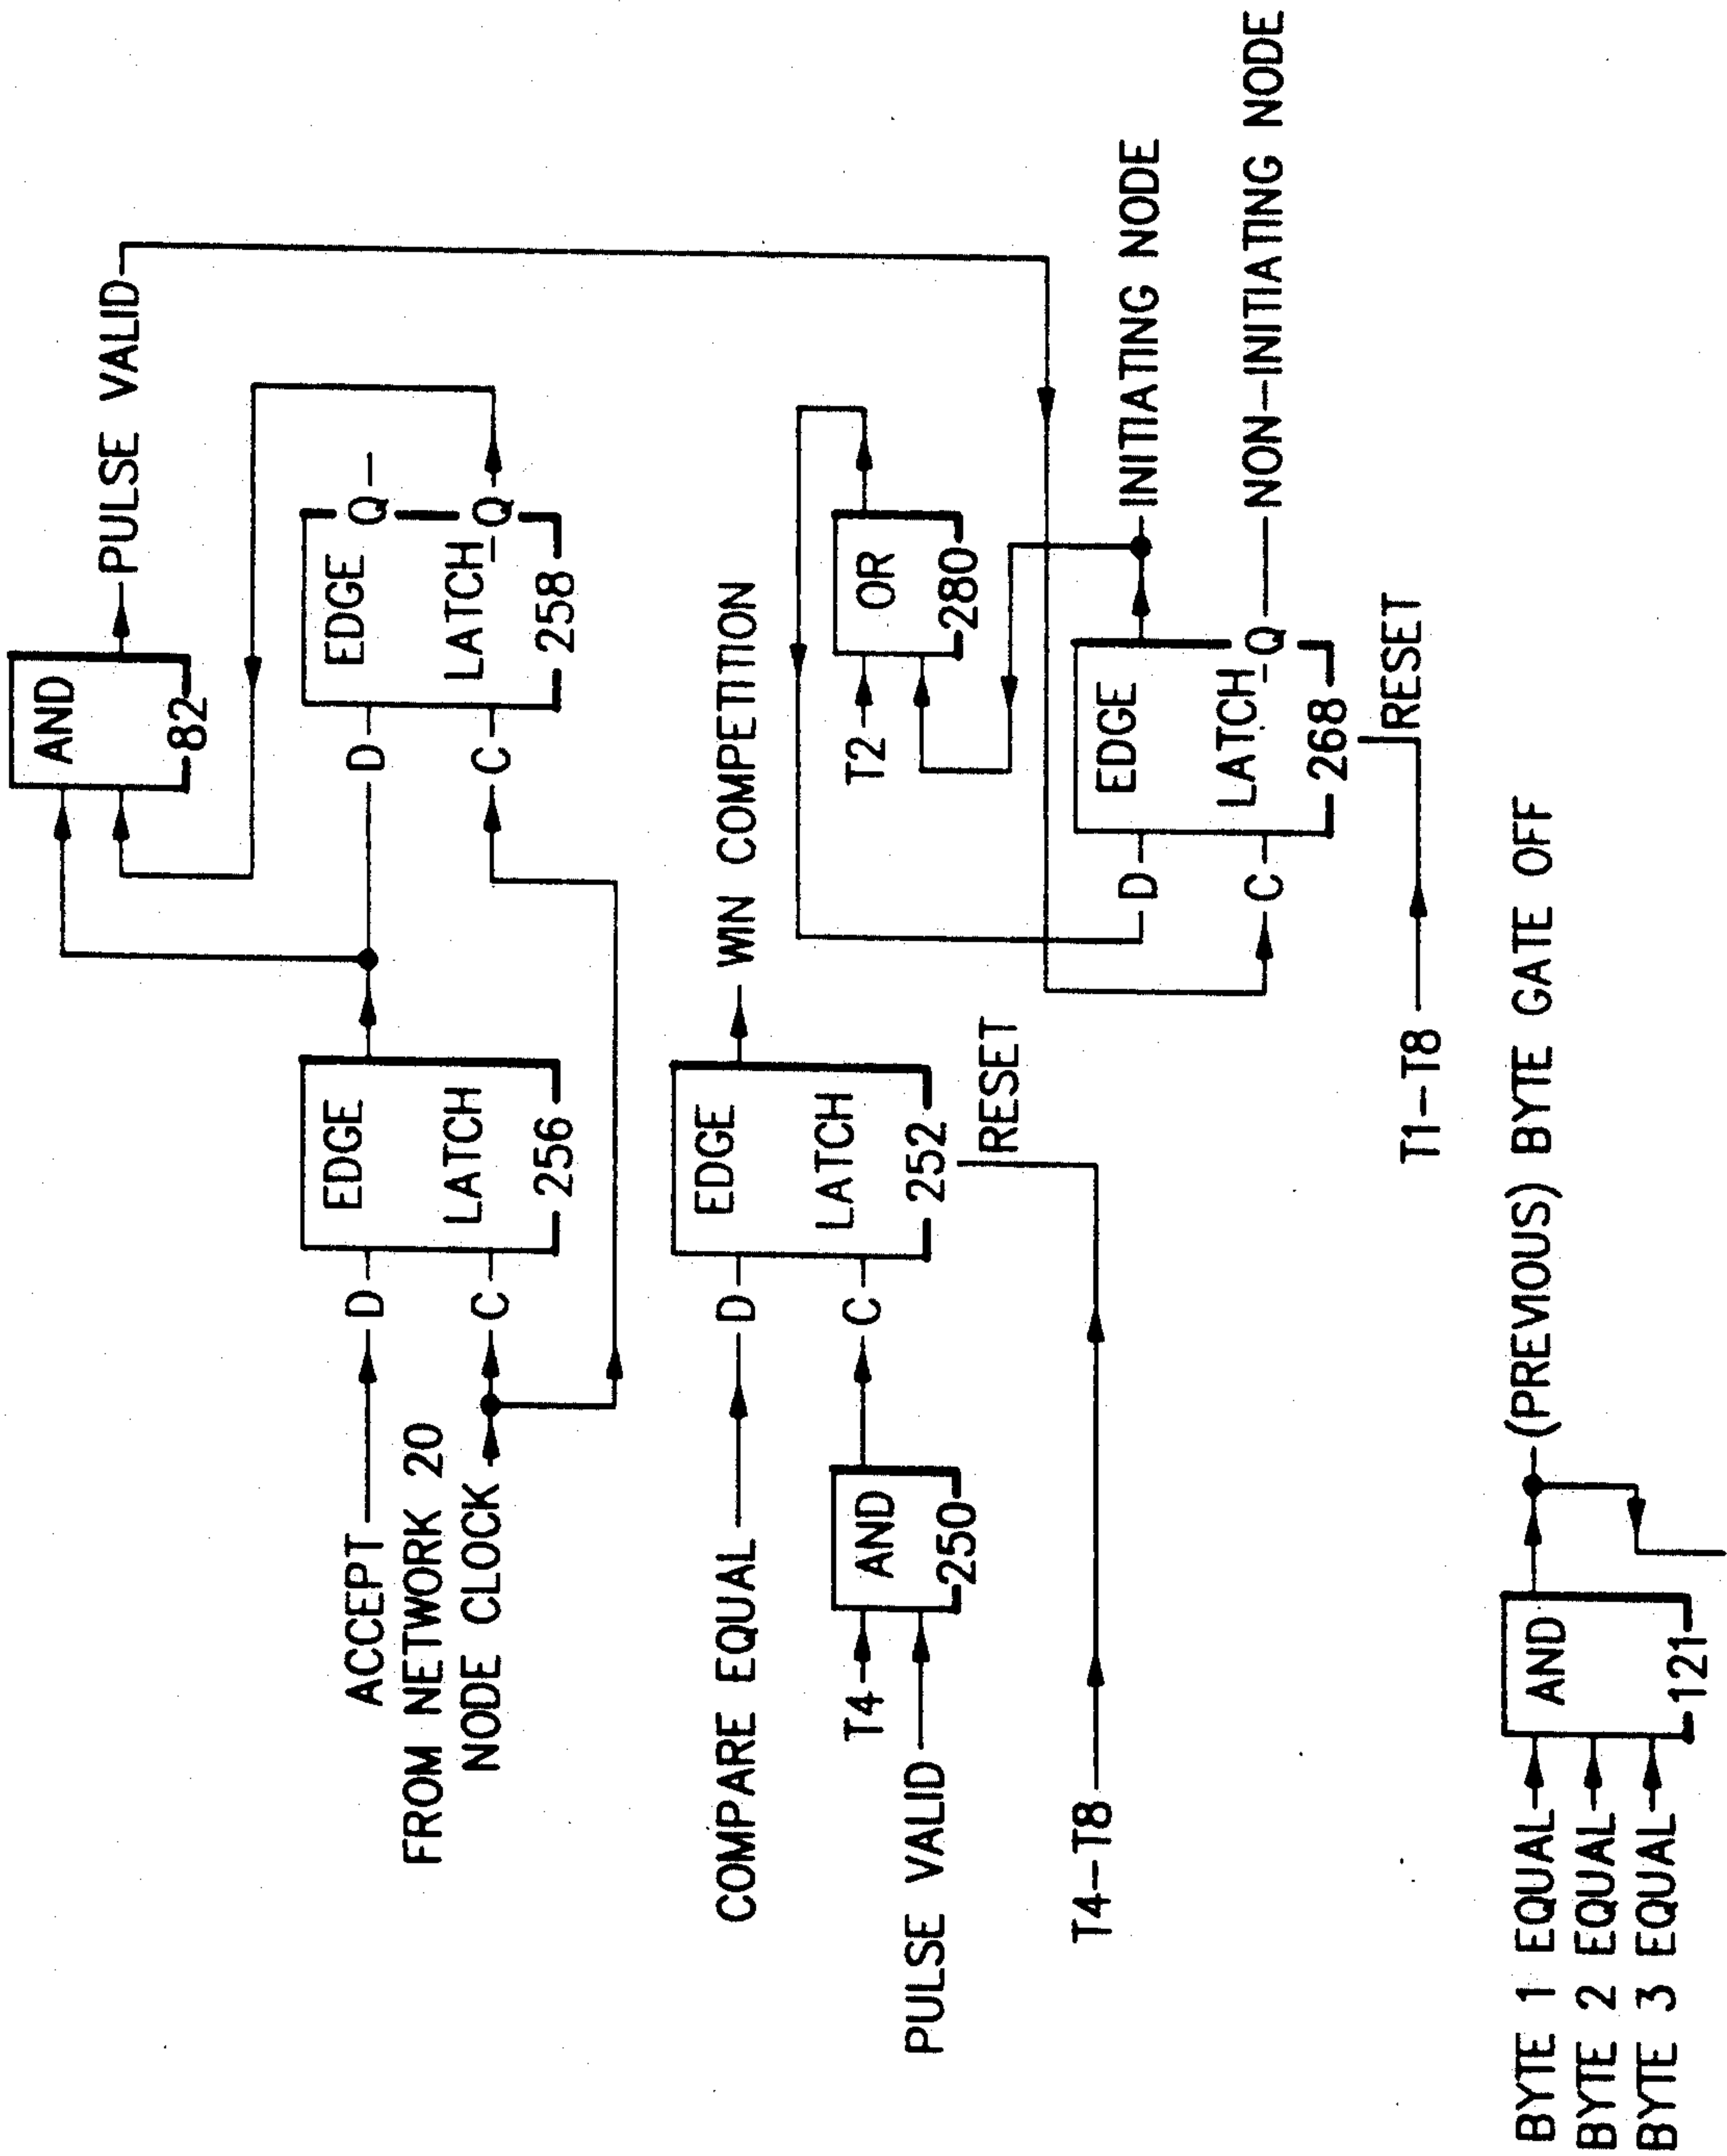 AND
82
PULSE VALID
ACCEPT
FROM NETWORK 20
NODE CLOCK
D
C
EDGE
LATCH
256
D
C
EDGE
LATCH
258
Q
Q
COMPARE EQUAL
D
C
EDGE
LATCH
252
RESET
WIN COMPETITION
T4
PULSE VALID
AND
250
T4-T8
T2
OR
280
D
C
EDGE
LATCH
268
Q
RESET
INITIATING NODE
NON-INITIATING NODE
T1-T8
BYTE 1 EQUAL
BYTE 2 EQUAL
BYTE 3 EQUAL
AND
121
(PREVIOUS) BYTE GATE OFF